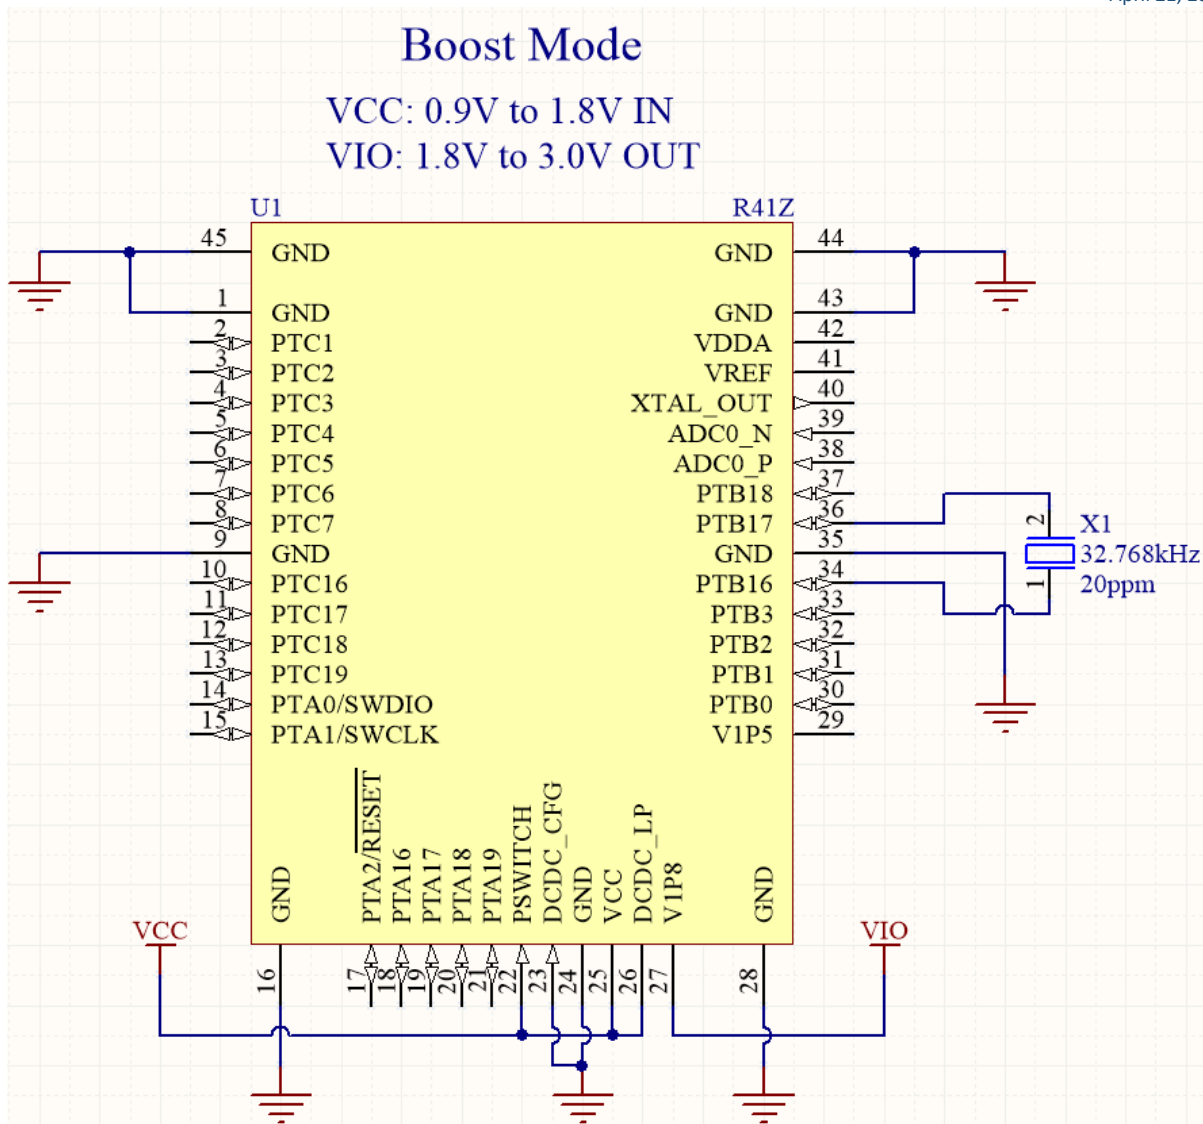 Boost Mode
VCC: 0.9V to 1.8V IN
VIO: 1.8V to 3.0V OUT
U1 R41Z
45 GND GND 44
1 GND GND 43
2 PTC1 VDDA 42
3 PTC2 VREF 41
4 PTC3 XTAL_OUT 40
5 PTC4 ADC0_N 39
6 PTC5 ADC0_P 38
7 PTC6 PTB18 37
8 PTC7 PTB17 36
9 GND GND 35
10 PTC16 PTB16 34
11 PTC17 PTB3 33
12 PTC18 PTB2 32
13 PTC19 PTB1 31
14 PTA0/SWDIO PTB0 30
15 PTA1/SWCLK V1P5 29
2 X1
32.768kHz
1 20ppm
GND
PTA2/RESET
PTA16
PTA17
PTA18
PTA19
PSWITCH
DCDC_CFG
GND
VCC
DCDC_LP
V1P8
GND
VCC VIO
16
17
18
19
20
21
22
23
24
25
26
27
28